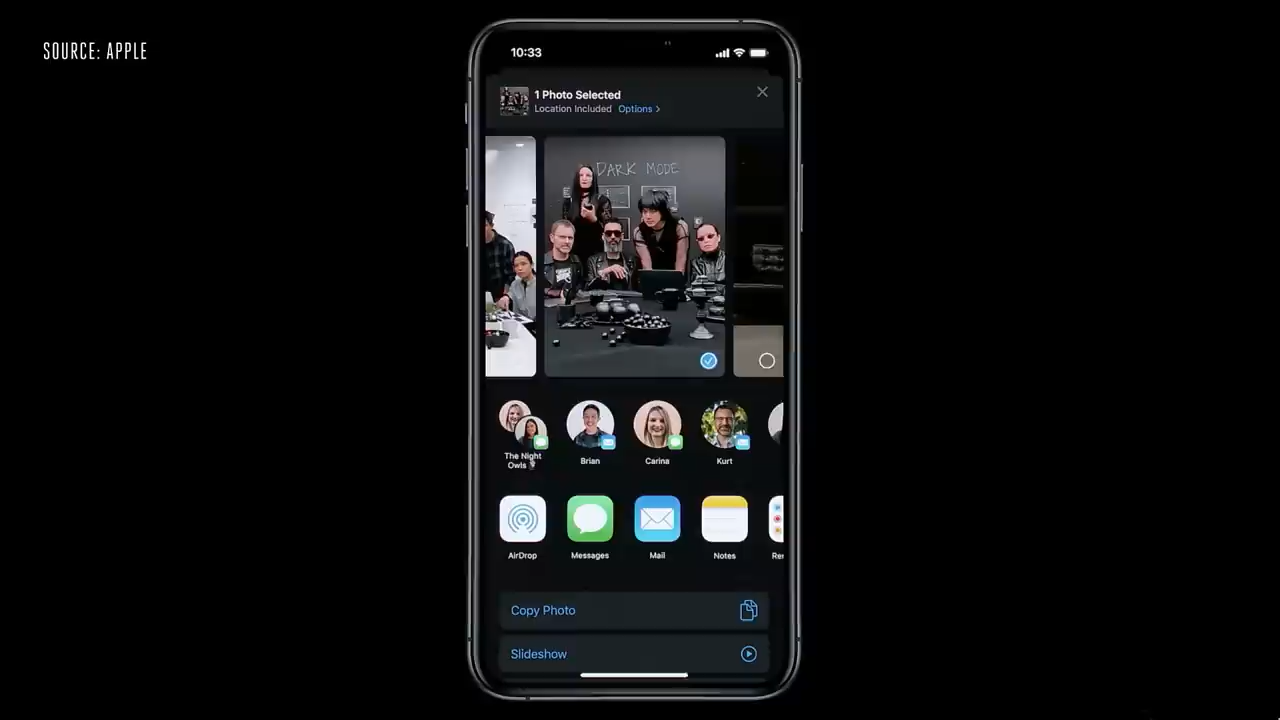 SOURCE: APPLE
10:33
1 Photo Selected
Location Included Options >
DARK MODE
The Night
Owls
Brian
Carina
Kurt
AirDrop
Messages
Mail
Notes
Re
Copy Photo
Slideshow